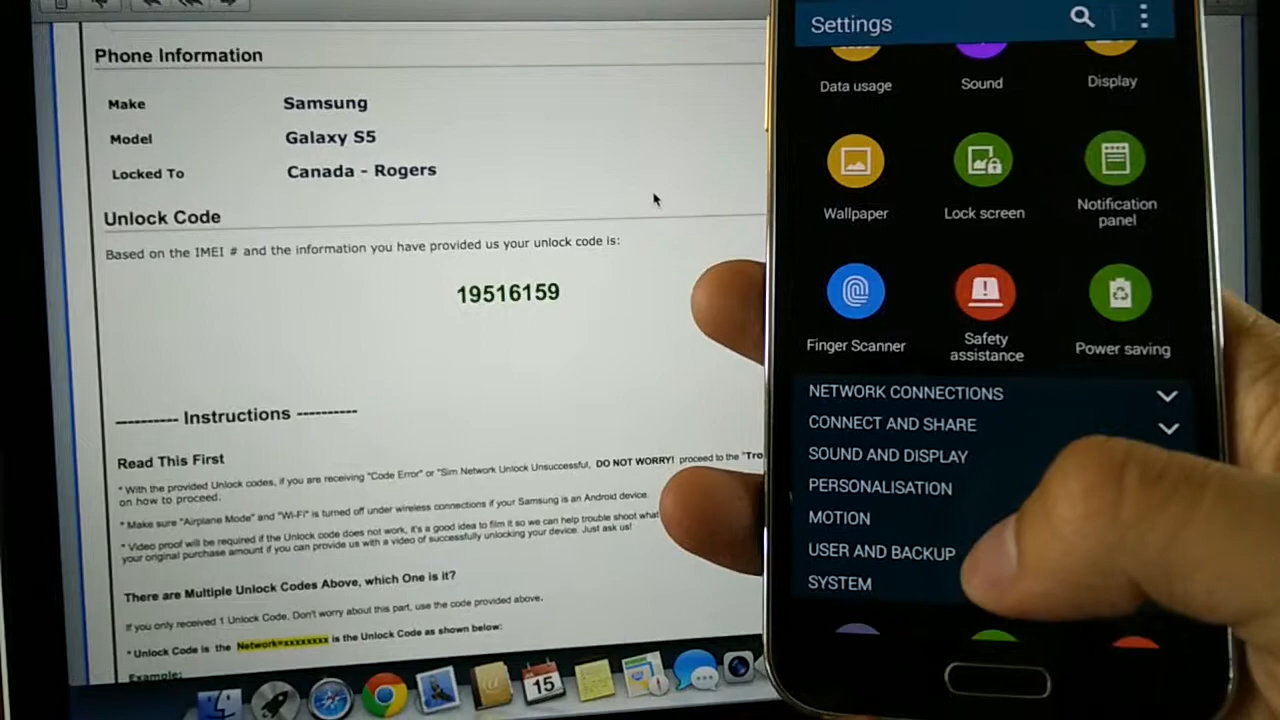 Phone Information
Make Samsung
Model Galaxy S5
Locked To Canada - Rogers
Unlock Code
Based on the IMEI # and the information you have provided us your unlock code is:
19516159
---------- Instructions ----------
Read This First
* With the provided Unlock codes, if you are receiving "Code Error" or "Sim Network Unlock Unsuccessful, DO NOT WORRY! proceed to the "Tro
on how to proceed.
* Make sure "Airplane Mode" and "Wi-Fi" is turned off under wireless connections if your Samsung is an Android device.
* Video proof will be required if the Unlock code does not work, it's a good idea to film it so we can help trouble shoot what
your original purchase amount if you can provide us with a video of successfully unlocking your device. Just ask us!
There are Multiple Unlock Codes Above, which One is it?
If you only received 1 Unlock Code, Don't worry about this part, use the code provided above.
* Unlock Code is the Network=xxxxxxxx is the Unlock Code as shown below:
Example:
15
Settings
Data usage
Sound
Display
Wallpaper
Lock screen
Notification
panel
Finger Scanner
Safety
assistance
Power saving
NETWORK CONNECTIONS
CONNECT AND SHARE
SOUND AND DISPLAY
PERSONALISATION
MOTION
USER AND BACKUP
SYSTEM